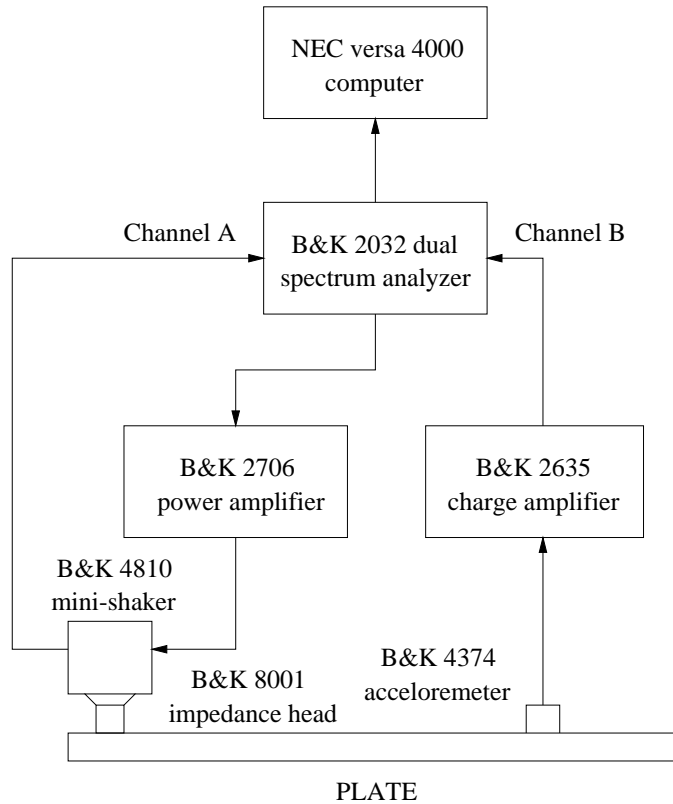 NEC versa 4000
computer
Channel A
B&K 2032 dual
spectrum analyzer
Channel B
B&K 2706
power amplifier
B&K 2635
charge amplifier
B&K 4810
mini-shaker
B&K 8001
impedance head
B&K 4374
acceloremeter
PLATE